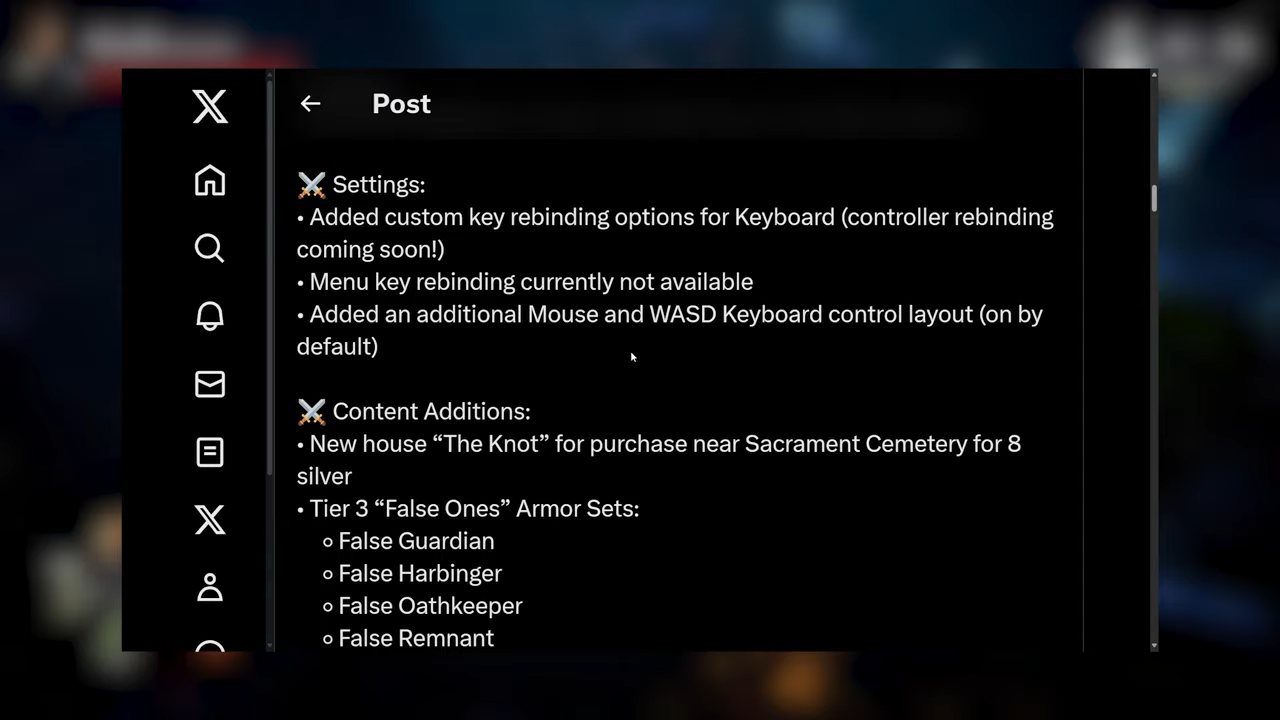 Post
⚔️ Settings:
• Added custom key rebinding options for Keyboard (controller rebinding
coming soon!)
• Menu key rebinding currently not available
• Added an additional Mouse and WASD Keyboard control layout (on by
default)
⚔️ Content Additions:
• New house “The Knot” for purchase near Sacrament Cemetery for 8
silver
• Tier 3 “False Ones” Armor Sets:
◦ False Guardian
◦ False Harbinger
◦ False Oathkeeper
◦ False Remnant